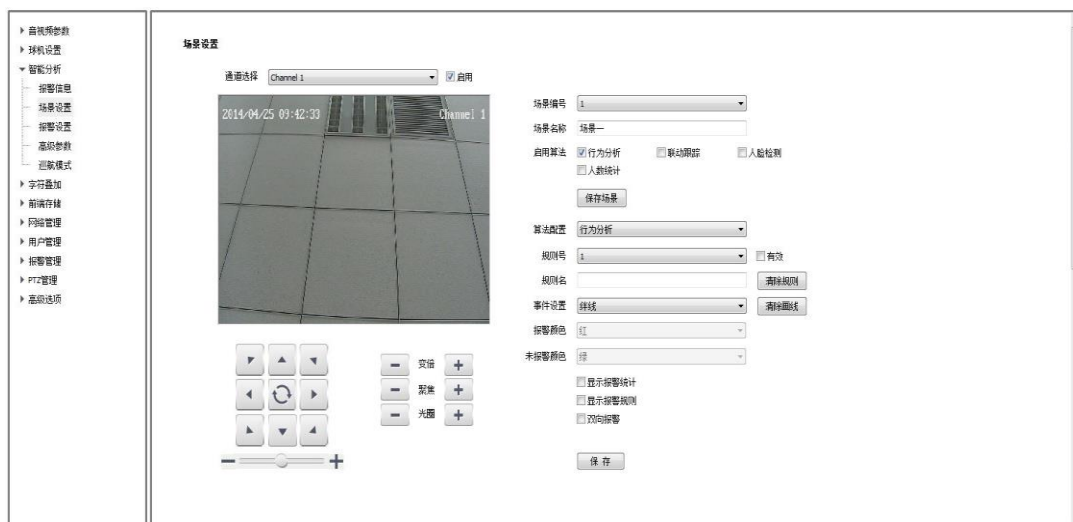 音视频参数
球机设置
智能分析
报警信息
场景设置
报警设置
高级参数
巡航模式
字符叠加
前端存储
网络管理
用户管理
报警管理
PTZ管理
高级选项
场景设置
通道选择 Channel 1 启用
2014/04/25 09:42:33 Channel 1
变倍
聚焦
光圈
场景编号 1
场景名称 场景一
启用算法 行为分析 联动跟踪 人脸检测
人数统计
保存场景
算法配置 行为分析
规则号 1 有效
规则名 清除规则
事件设置 绊线 清除画线
报警颜色 红
未报警颜色 绿
显示报警统计
显示报警规则
双向报警
保存